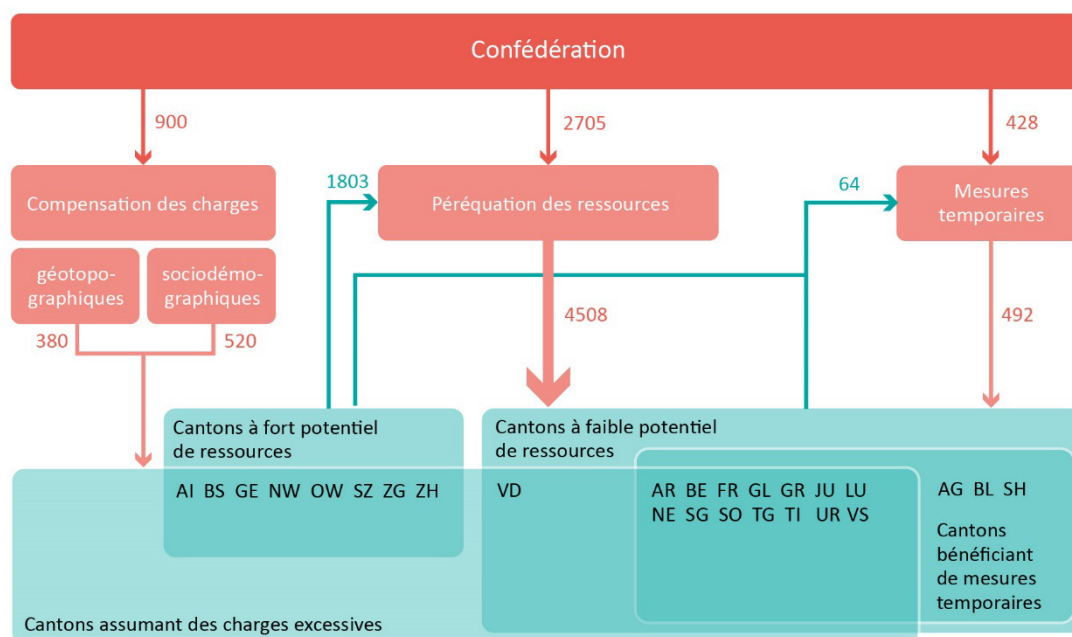 Confédération
900
2705
428
Compensation des charges
1803
Péréquation des ressources
64
Mesures
temporaires
géotopo-
graphiques
sociodémo-
graphiques
380
520
4508
492
Cantons à fort potentiel
de ressources
AI BS GE NW OW SZ ZG ZH
Cantons à faible potentiel
de ressources
VD
AR BE FR GL GR JU LU
NE SG SO TG TI UR VS
AG BL SH
Cantons
bénéficiant
de mesures
temporaires
Cantons assumant des charges excessives